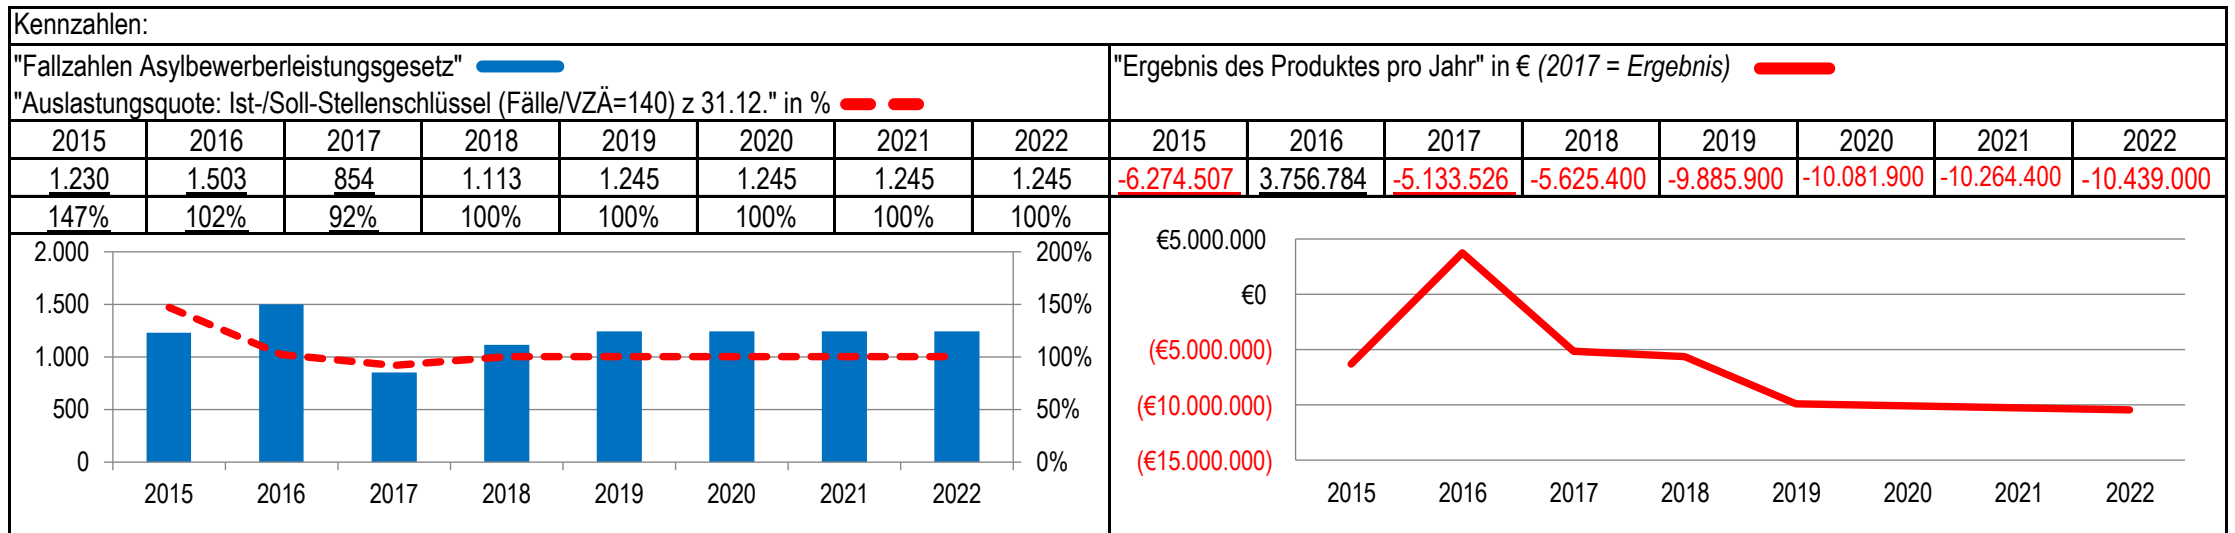 Kennzahlen:
"Fallzahlen Asylbewerberleistungsgesetz"
"Auslastungsquote: Ist-/Soll-Stellenschlüssel (Fälle/VZÄ=140) z 31.12." in %
2015 2016 2017 2018 2019 2020 2021 2022
1.230 1.503 854 1.113 1.245 1.245 1.245 1.245
147% 102% 92% 100% 100% 100% 100% 100%
2.000 200%
1.500 150%
1.000 100%
500 50%
0 0%
2015 2016 2017 2018 2019 2020 2021 2022
"Ergebnis des Produktes pro Jahr" in € (2017 = Ergebnis)
2015 2016 2017 2018 2019 2020 2021 2022
-6.274.507 3.756.784 -5.133.526 -5.625.400 -9.885.900 -10.081.900 -10.264.400 -10.439.000
€5.000.000
€0
(€5.000.000)
(€10.000.000)
(€15.000.000)
2015 2016 2017 2018 2019 2020 2021 2022